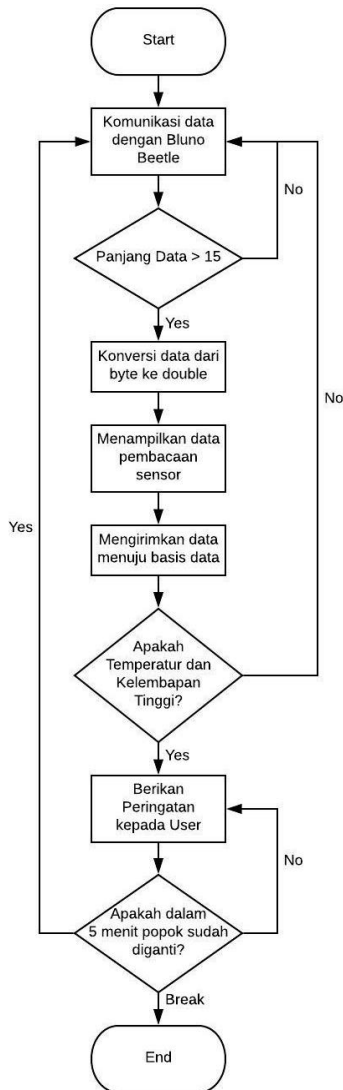 Start
Komunikasi data
dengan Bluno
Beetle
No
Panjang Data > 15
Yes
Konversi data dari
byte ke double
No
Menampilkan data
pembacaan
sensor
Yes
Mengirimkan data
menuju basis data
Apakah
Temperatur dan
Kelembapan
Tinggi?
Yes
Berikan
Peringatan
kepada User
No
Apakah dalam
5 menit popok sudah
diganti?
Break
End